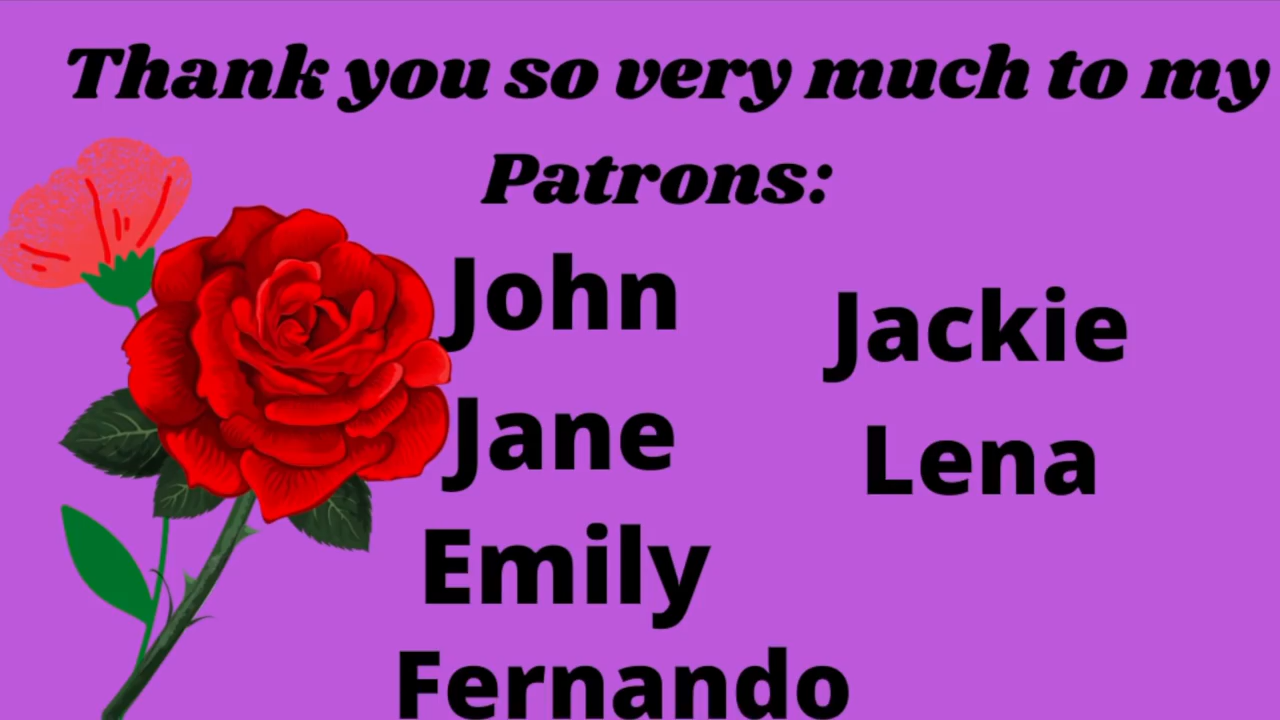 Thank you so very much to my
Patrons:
John
Jane
Emily
Fernando
Jackie
Lena